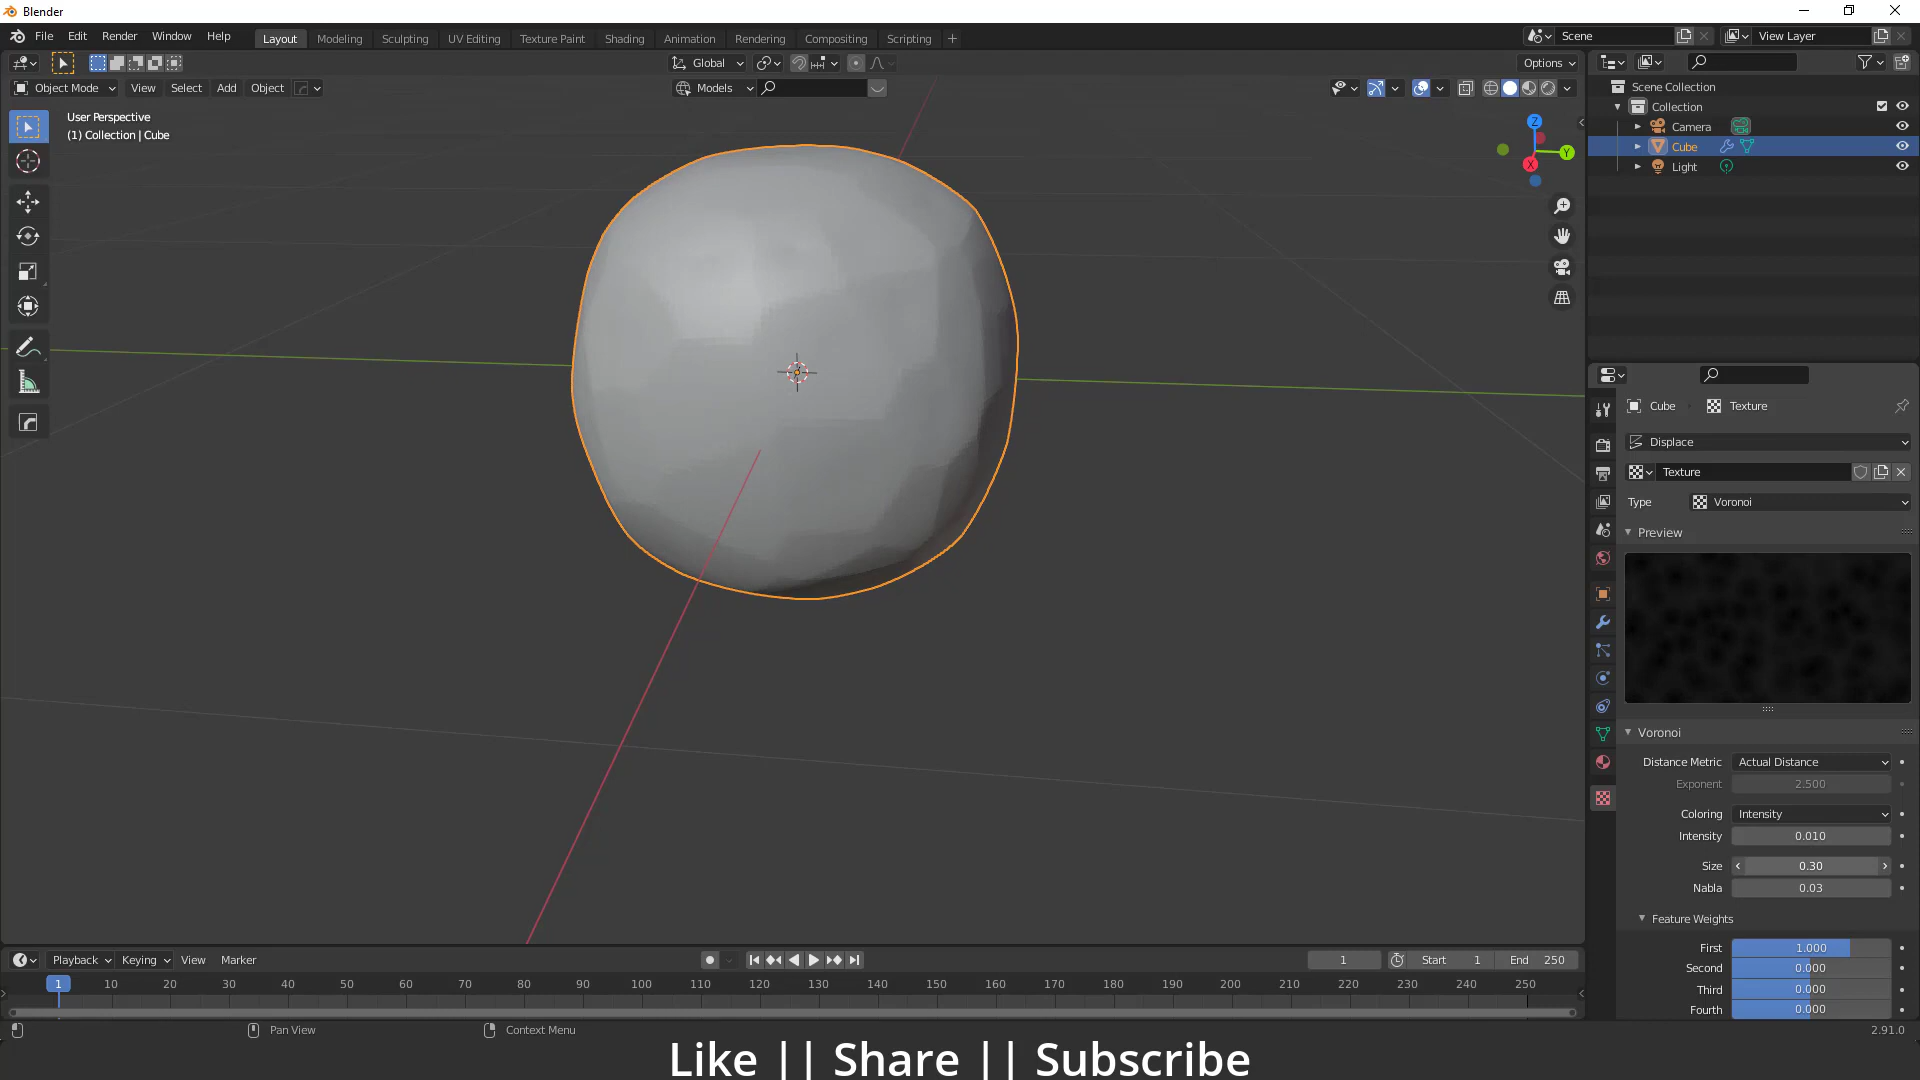 Blender
File Edit Render Window Help Layout Modeling Sculpting UV Editing Texture Paint Shading Animation Rendering Compositing Scripting + Scene View Layer
Global Options
Object Mode View Select Add Object Models
User Perspective
(1) Collection | Cube
Z
Y
X
Scene Collection
Collection
Camera
Cube
Light
Cube Texture
Displace
Texture
Type Voronoi
Preview
Voronoi
Distance Metric Actual Distance
Exponent 2.500
Coloring Intensity
Intensity 0.010
Size 0.30
Nabla 0.03
Feature Weights
First 1.000
Second 0.000
Third 0.000
Fourth 0.000
Playback Keying View Marker 1 Start 1 End 250
1 10 20 30 40 50 60 70 80 90 100 110 120 130 140 150 160 170 180 190 200 210 220 230 240 250
Pan View Context Menu 2.91.0
Like || Share || Subscribe